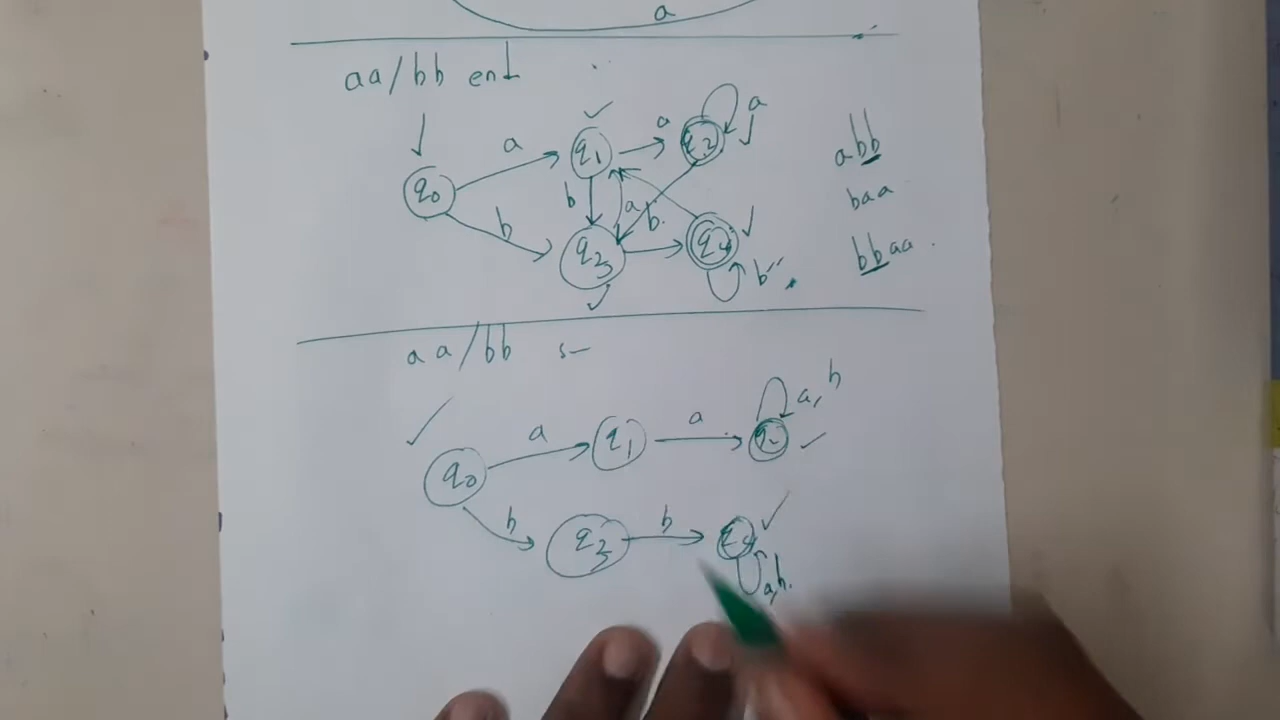 a
aa/bb end
a
q1
a
q2
a
abb
q0
b
a
b.
baa
b
q3
q4
b
bbaa.
aa/bb s
a
q1
a
q2
a, b
q0
b
q3
b
q4
a, b.